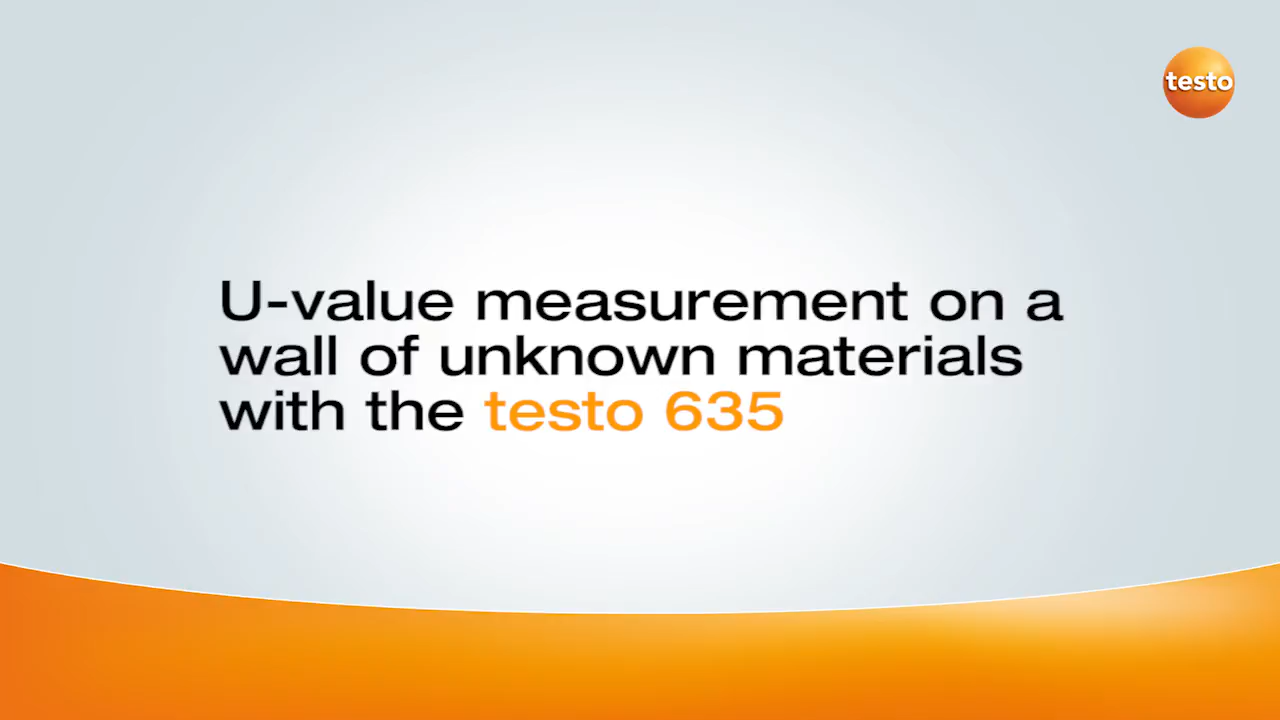 testo
U-value measurement on a
wall of unknown materials
with the testo 635